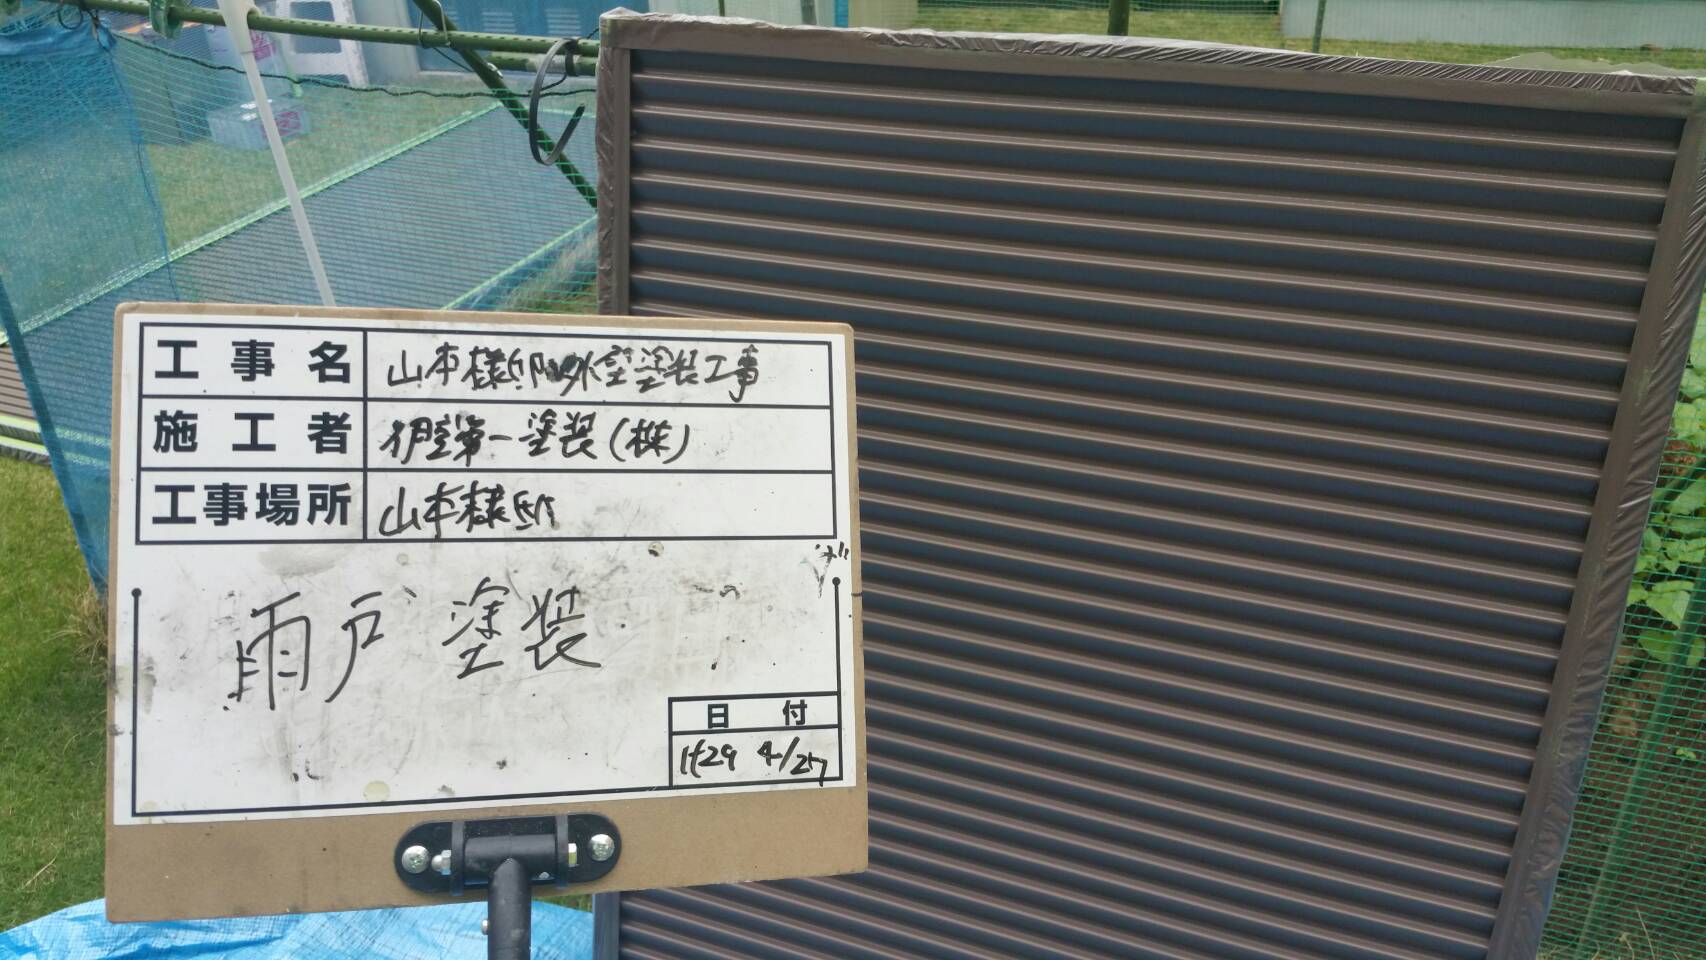 工事名 山本様邸外壁塗装工事
施工者 第一塗装(株)
工事場所 山本様邸
雨戸 塗装
日付
H29 4/27